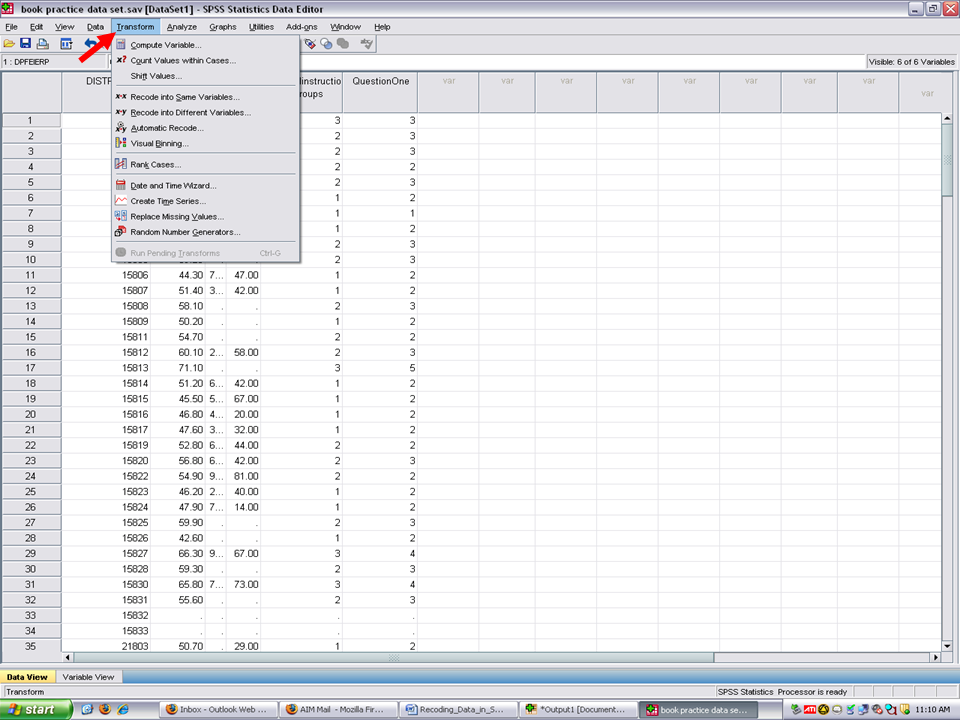 book practice data set.sav [DataSet1] - SPSS Statistics Data Editor
File Edit View Data Transform Analyze Graphs Utilities Add-ons Window Help
1 : DPFEIERP Visible: 6 of 6 Variables
Compute Variable...
Count Values within Cases...
Shift Values...
Recode into Same Variables...
Recode into Different Variables...
Automatic Recode...
Visual Binning...
Rank Cases...
Date and Time Wizard...
Create Time Series...
Replace Missing Values...
Random Number Generators...
Run Pending Transforms Ctrl-G
DISTR instructio QuestionOne var var var var var var var var
roups var
1 3 3
2 2 3
3 2 3
4 2 2
5 2 3
6 1 2
7 1 1
8 1 2
9 2 3
10 2 3
11 15806 44.30 7... 47.00 1 2
12 15807 51.40 3... 42.00 1 2
13 15808 58.10 . . 2 3
14 15809 50.20 . . 1 2
15 15811 54.70 . . 2 2
16 15812 60.10 2... 58.00 2 3
17 15813 71.10 . . 3 5
18 15814 51.20 6... 42.00 1 2
19 15815 45.50 5... 67.00 1 2
20 15816 46.80 4... 20.00 1 2
21 15817 47.60 3... 32.00 1 2
22 15819 52.80 6... 44.00 2 2
23 15820 56.80 6... 42.00 2 3
24 15822 54.90 9... 81.00 2 2
25 15823 46.20 2... 40.00 1 2
26 15824 47.90 7... 14.00 1 2
27 15825 59.90 . . 2 3
28 15826 42.60 . . 1 2
29 15827 66.30 9... 67.00 3 4
30 15828 59.30 . . 2 3
31 15830 65.80 7... 73.00 3 4
32 15831 55.60 . . 2 3
33 15832 . . . . .
34 15833 . . . . .
35 21803 50.70 . 29.00 1 2
Data View Variable View
Transform SPSS Statistics Processor is ready
start Inbox - Outlook Web ... AIM Mail - Mozilla Fir... Recoding_Data_in_S... *Output1 [Document... book practice data se... ATI 11:10 AM